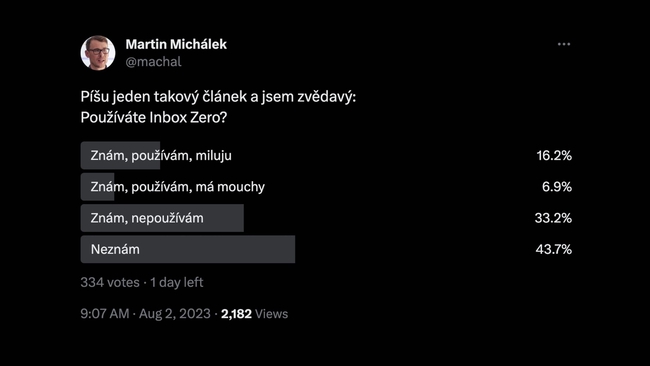 Martin Michálek
@machal
Píšu jeden takový článek a jsem zvědavý:
Používáte Inbox Zero?
Znám, používám, miluju 16.2%
Znám, používám, má mouchy 6.9%
Znám, nepoužívám 33.2%
Neznám 43.7%
334 votes · 1 day left
9:07 AM · Aug 2, 2023 · 2,182 Views